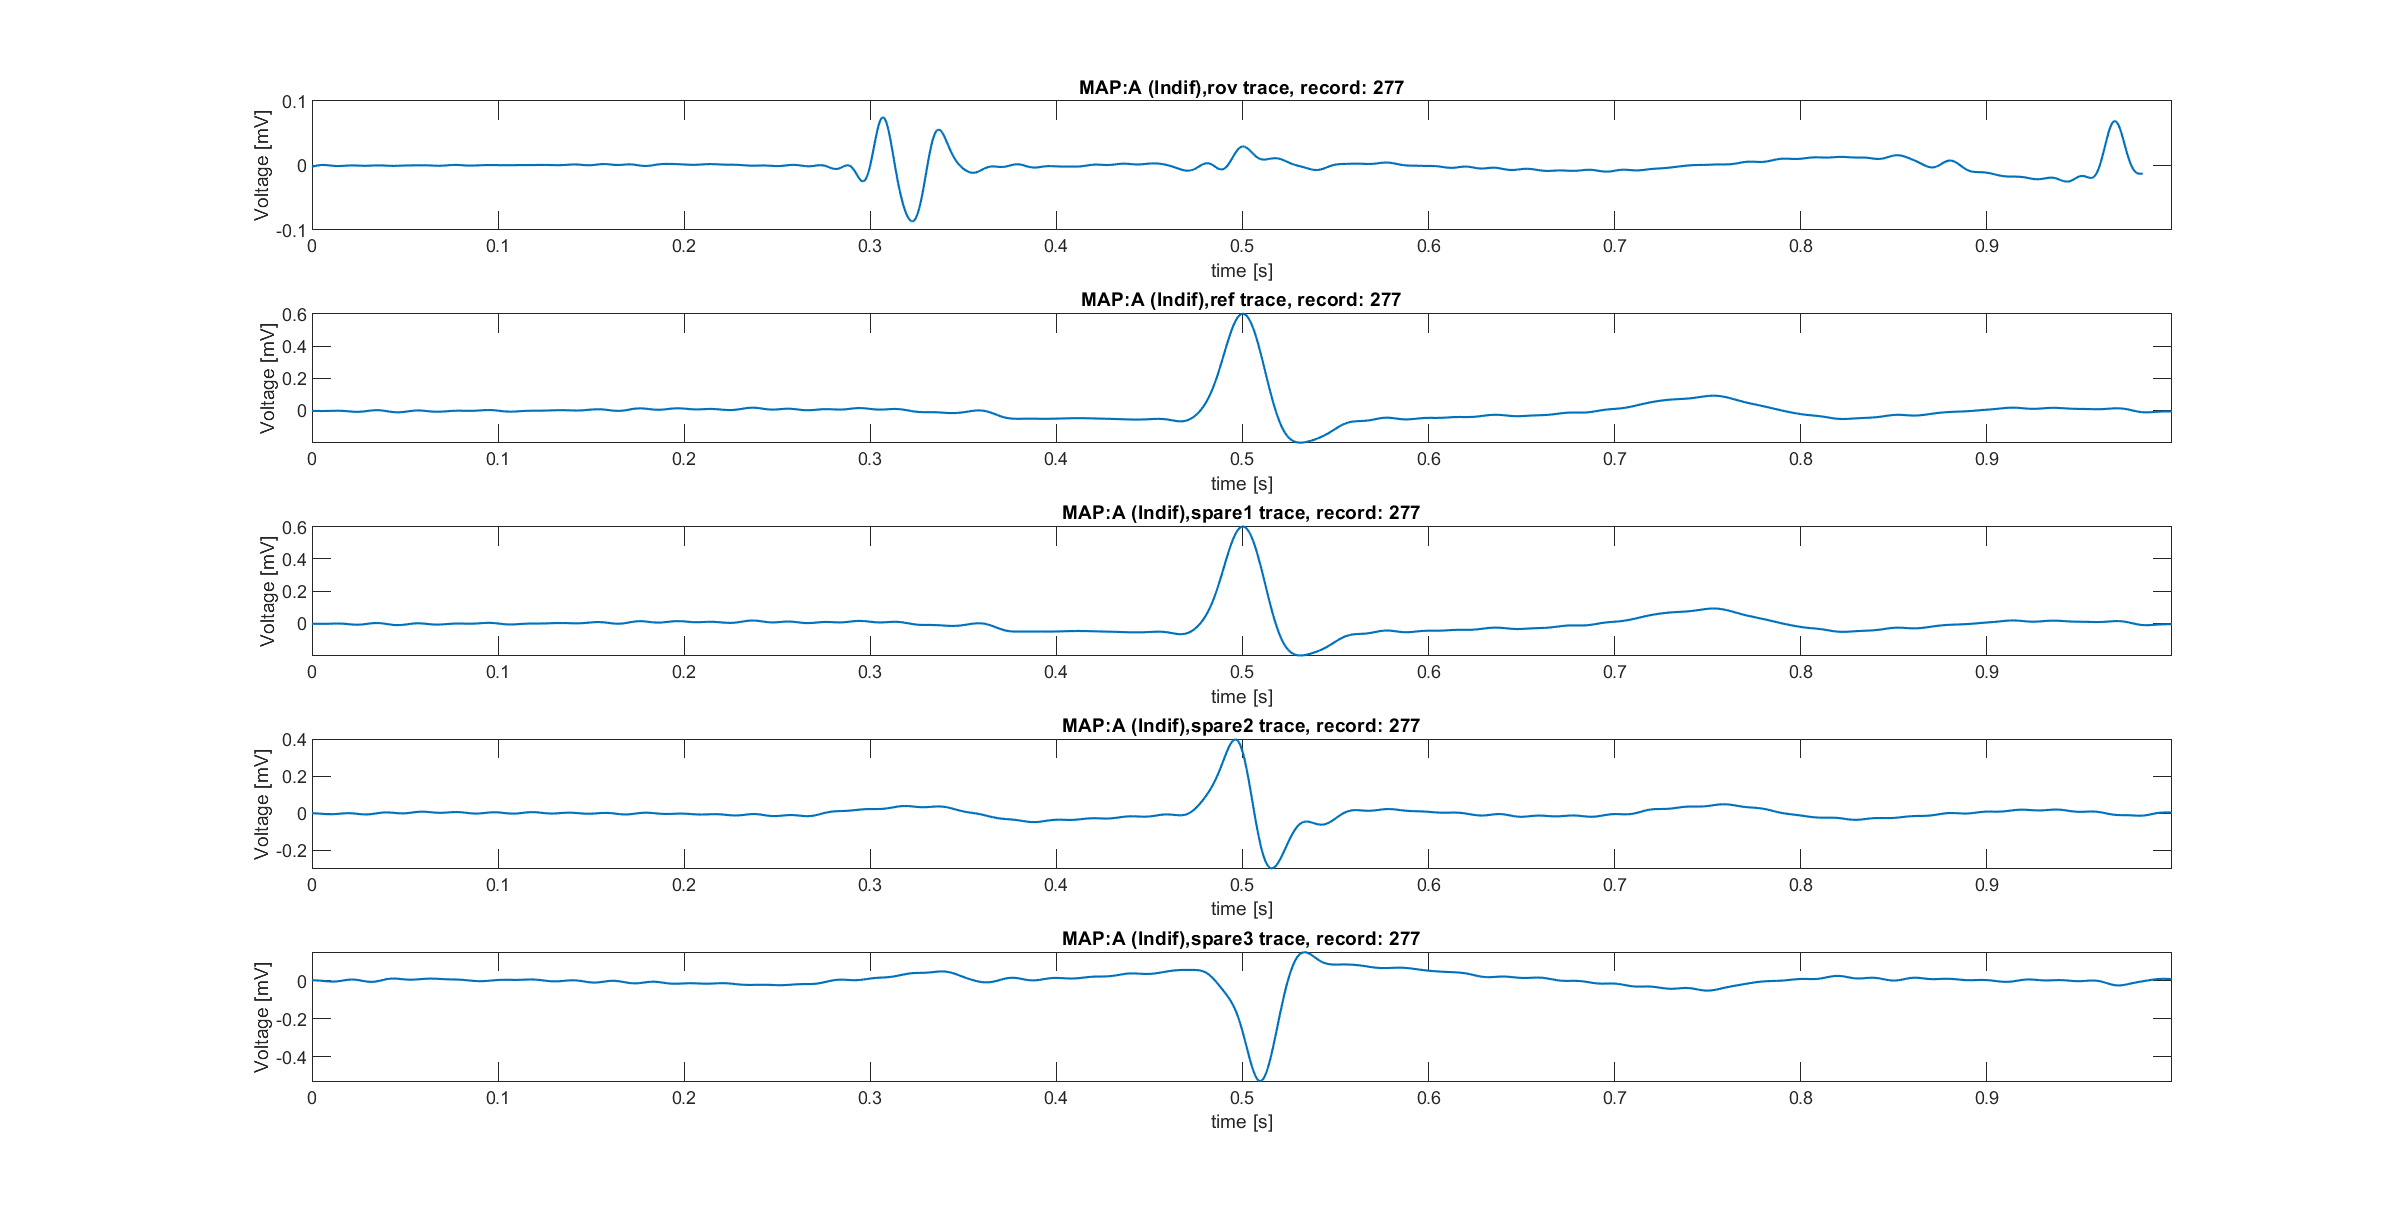 MAP:A (Indif),rov trace, record: 277
Voltage [mV]
0.1
0
-0.1
0 0.1 0.2 0.3 0.4 0.5 0.6 0.7 0.8 0.9
time [s]
MAP:A (Indif),ref trace, record: 277
Voltage [mV]
0.6
0.4
0.2
0
0 0.1 0.2 0.3 0.4 0.5 0.6 0.7 0.8 0.9
time [s]
MAP:A (Indif),spare1 trace, record: 277
Voltage [mV]
0.6
0.4
0.2
0
0 0.1 0.2 0.3 0.4 0.5 0.6 0.7 0.8 0.9
time [s]
MAP:A (Indif),spare2 trace, record: 277
Voltage [mV]
0.4
0.2
0
-0.2
0 0.1 0.2 0.3 0.4 0.5 0.6 0.7 0.8 0.9
time [s]
MAP:A (Indif),spare3 trace, record: 277
Voltage [mV]
0
-0.2
-0.4
0 0.1 0.2 0.3 0.4 0.5 0.6 0.7 0.8 0.9
time [s]